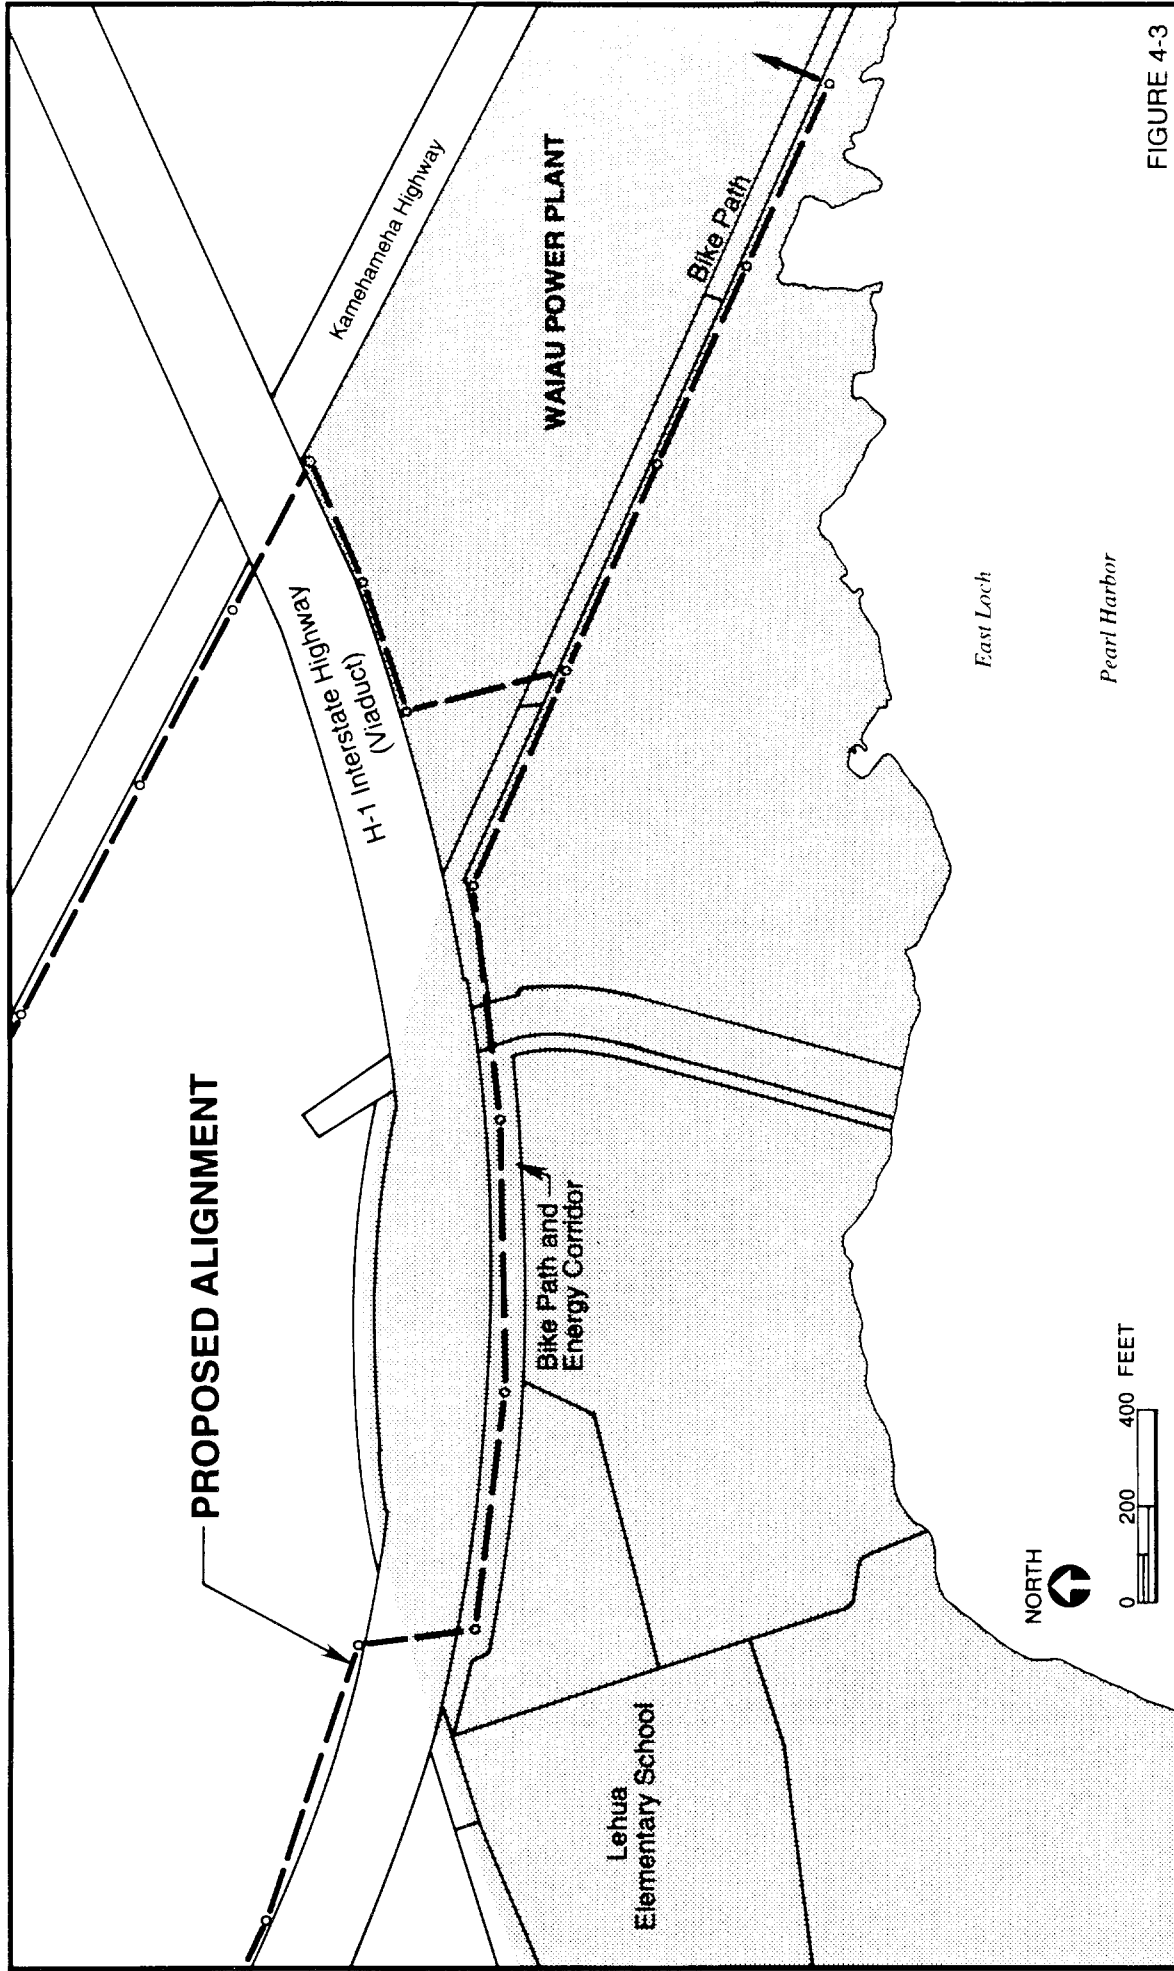 PROPOSED ALIGNMENT
Kamehameha Highway
H-1 Interstate Highway
(Viaduct)
WAIAU POWER PLANT
Bike Path
Bike Path and
Energy Corridor
Lehua
Elementary School
East Loch
Pearl Harbor
NORTH
0 200 400 FEET
FIGURE 4-3